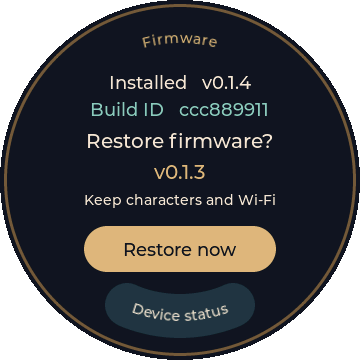 Firmware
Installed v0.1.4
Build ID ccc889911
Restore firmware?
v0.1.3
Keep characters and Wi-Fi
Restore now
Device status